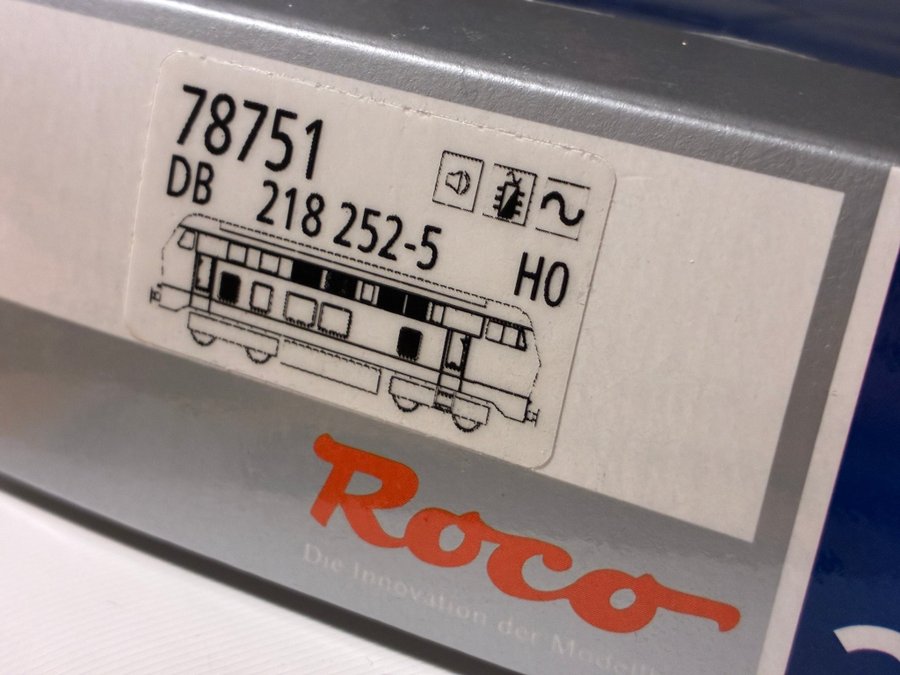 78751
DB 218 252-5
H0
Roco
Die Innovation der